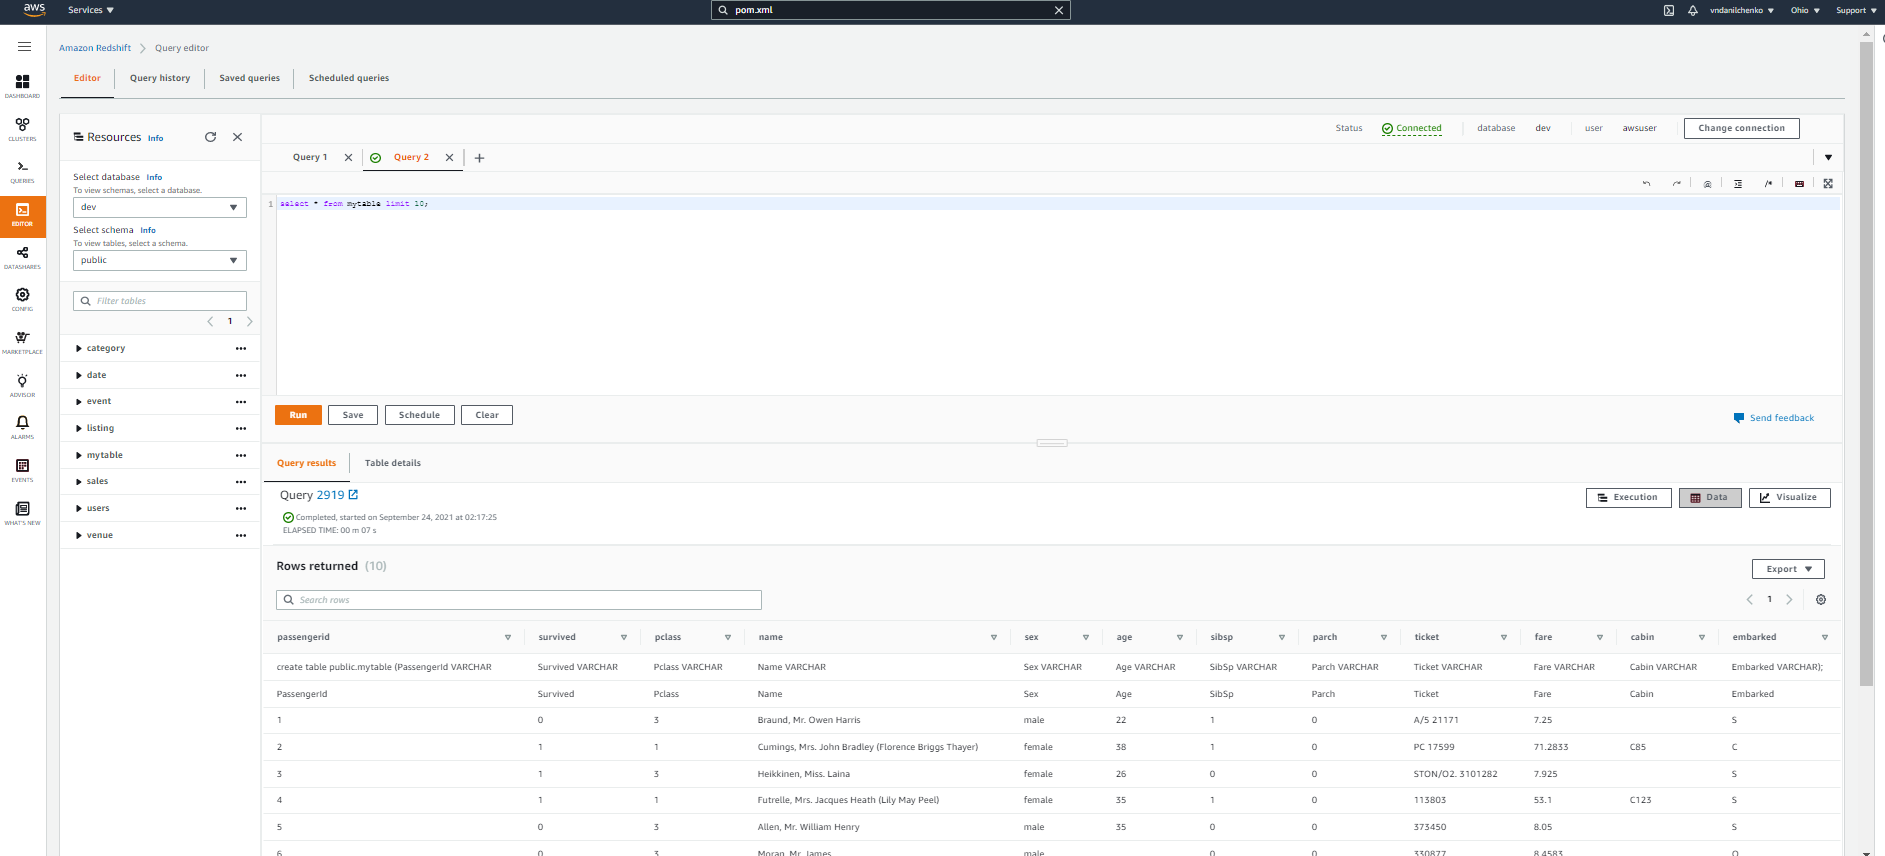 aws
Services
pom.xml
vndanilchenko
Ohio
Support
Amazon Redshift
Query editor
Editor
Query history
Saved queries
Scheduled queries
DASHBOARD
CLUSTERS
QUERIES
EDITOR
DATASHARES
CONFIG
MARKETPLACE
ADVISOR
ALARMS
EVENTS
WHAT'S NEW
Resources Info
Select database Info
To view schemas, select a database.
dev
Select schema Info
To view tables, select a schema.
public
Filter tables
1
category
date
event
listing
mytable
sales
users
venue
Status Connected database dev user awsuser Change connection
Query 1 Query 2
1 select * from mytable limit 10;
Run Save Schedule Clear
Send feedback
Query results Table details
Query 2919
Execution Data Visualize
Completed, started on September 24, 2021 at 02:17:25
ELAPSED TIME: 00 m 07 s
Rows returned (10)
Export
Search rows
1
passengerid survived pclass name sex age sibsp parch ticket fare cabin embarked
create table public.mytable (PassengerId VARCHAR Survived VARCHAR Pclass VARCHAR Name VARCHAR Sex VARCHAR Age VARCHAR SibSp VARCHAR Parch VARCHAR Ticket VARCHAR Fare VARCHAR Cabin VARCHAR Embarked VARCHAR);
PassengerId Survived Pclass Name Sex Age SibSp Parch Ticket Fare Cabin Embarked
1 0 3 Braund, Mr. Owen Harris male 22 1 0 A/5 21171 7.25 S
2 1 1 Cumings, Mrs. John Bradley (Florence Briggs Thayer) female 38 1 0 PC 17599 71.2833 C85 C
3 1 3 Heikkinen, Miss. Laina female 26 0 0 STON/O2. 3101282 7.925 S
4 1 1 Futrelle, Mrs. Jacques Heath (Lily May Peel) female 35 1 0 113803 53.1 C123 S
5 0 3 Allen, Mr. William Henry male 35 0 0 373450 8.05 S
6 0 3 Moran, Mr. James male 0 0 330877 8.4583 Q